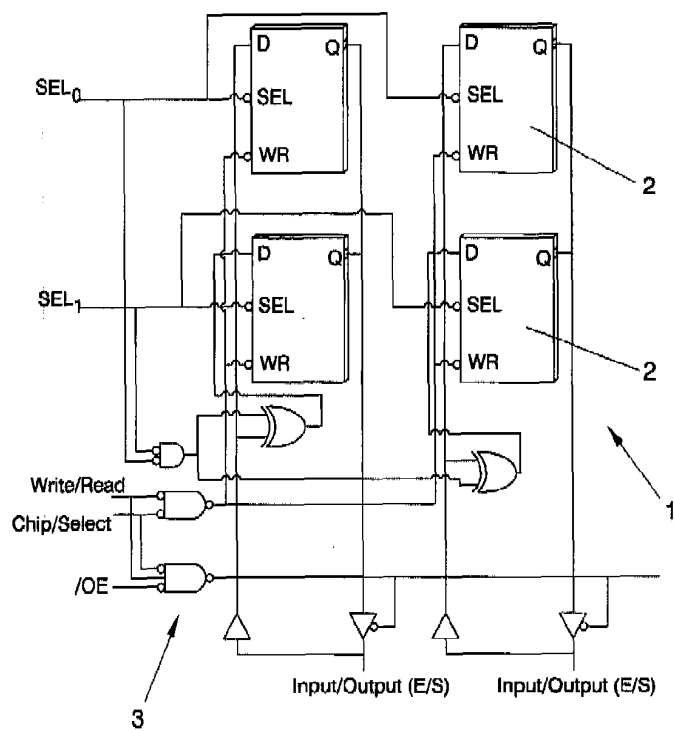 D Q D Q
SEL0 SEL SEL
WR WR
2
D Q D Q
SEL1 SEL SEL
WR WR
2
Write/Read
1
Chip/Select
/OE
Input/Output (E/S) Input/Output (E/S)
3